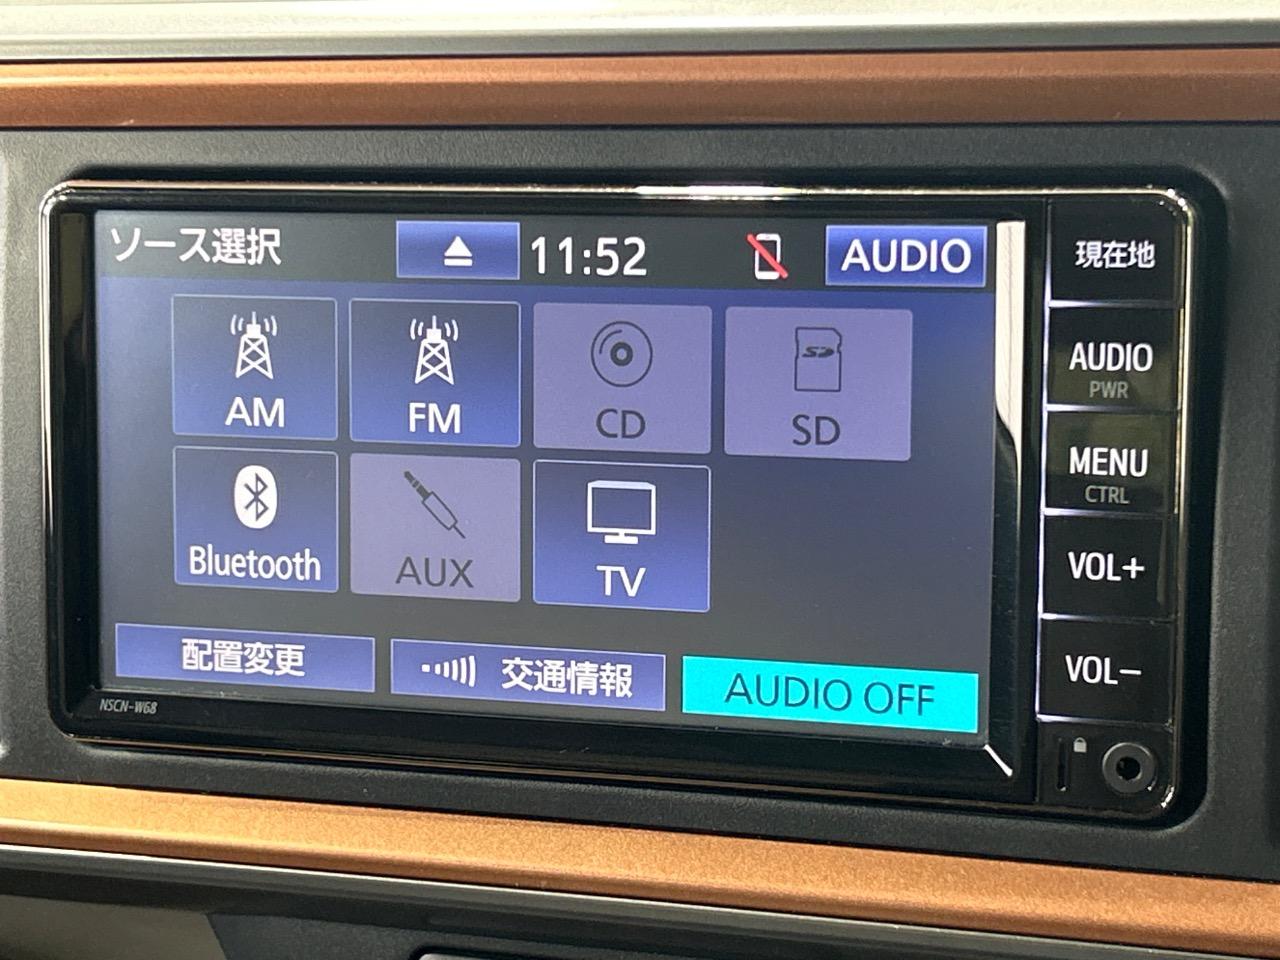 ソース選択
11:52
AUDIO
現在地
AM
FM
CD
SD
AUDIO
PWR
MENU
CTRL
Bluetooth
AUX
TV
VOL+
VOL-
配置変更
交通情報
AUDIO OFF
NSCN-W68